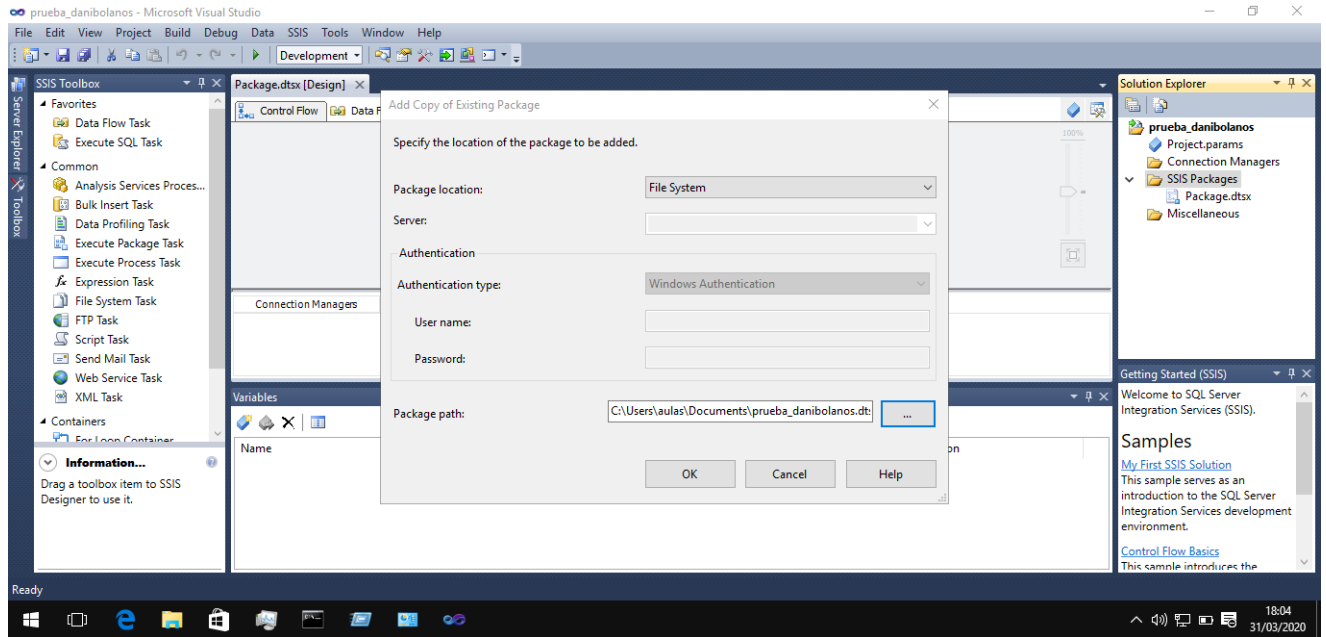 prueba_danibolanos - Microsoft Visual Studio
File Edit View Project Build Debug Data SSIS Tools Window Help
Development
Server Explorer
Toolbox
SSIS Toolbox
Favorites
Data Flow Task
Execute SQL Task
Common
Analysis Services Proces...
Bulk Insert Task
Data Profiling Task
Execute Package Task
Execute Process Task
Expression Task
File System Task
FTP Task
Script Task
Send Mail Task
Web Service Task
XML Task
Containers
For Loop Container
Information...
Drag a toolbox item to SSIS
Designer to use it.
Package.dtsx [Design]
Control Flow Data F
100%
Connection Managers
Variables
Name
on
Add Copy of Existing Package
Specify the location of the package to be added.
Package location: File System
Server:
Authentication
Authentication type: Windows Authentication
User name:
Password:
Package path: C:\Users\aulas\Documents\prueba_danibolanos.dt: ...
OK Cancel Help
Solution Explorer
prueba_danibolanos
Project.params
Connection Managers
SSIS Packages
Package.dtsx
Miscellaneous
Getting Started (SSIS)
Welcome to SQL Server
Integration Services (SSIS).
Samples
My First SSIS Solution
This sample serves as an
introduction to the SQL Server
Integration Services development
environment.
Control Flow Basics
This sample introduces the
Ready
18:04
31/03/2020